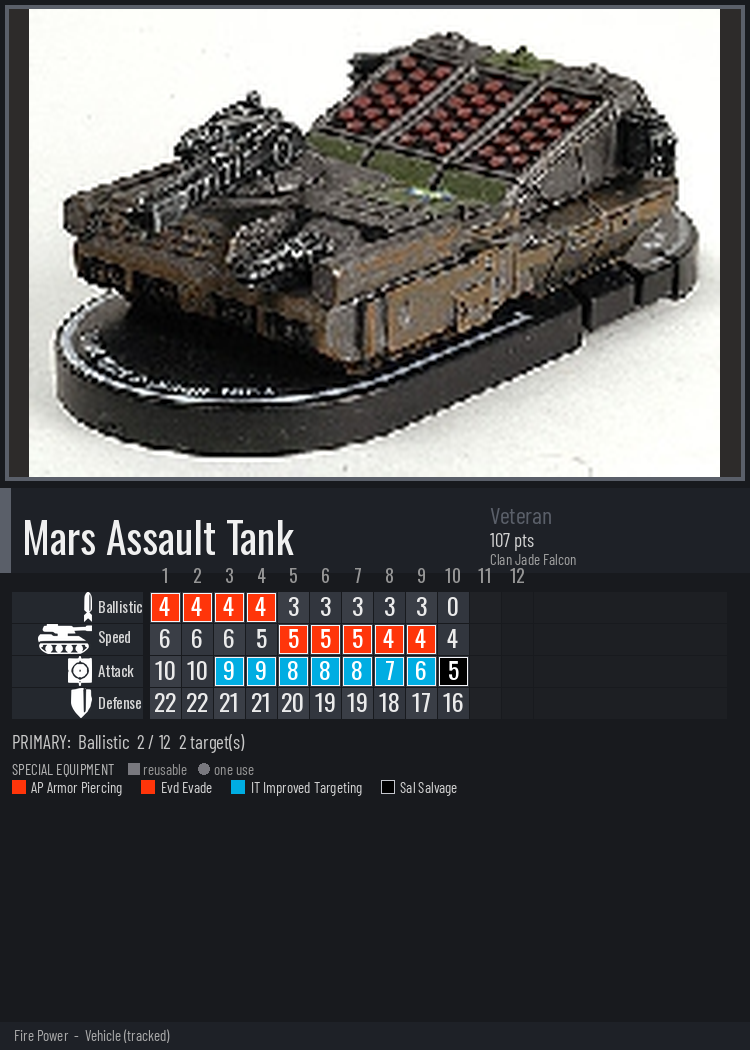 Mars Assault Tank
Veteran
107 pts
Clan Jade Falcon
1 2 3 4 5 6 7 8 9 10 11 12
Ballistic 4 4 4 4 3 3 3 3 3 0
Speed 6 6 6 5 5 5 5 4 4 4
Attack 10 10 9 9 8 8 8 7 6 5
Defense 22 22 21 21 20 19 19 18 17 16
PRIMARY: Ballistic 2 / 12 2 target(s)
SPECIAL EQUIPMENT reusable one use
AP Armor Piercing Evd Evade IT Improved Targeting Sal Salvage
Fire Power - Vehicle (tracked)